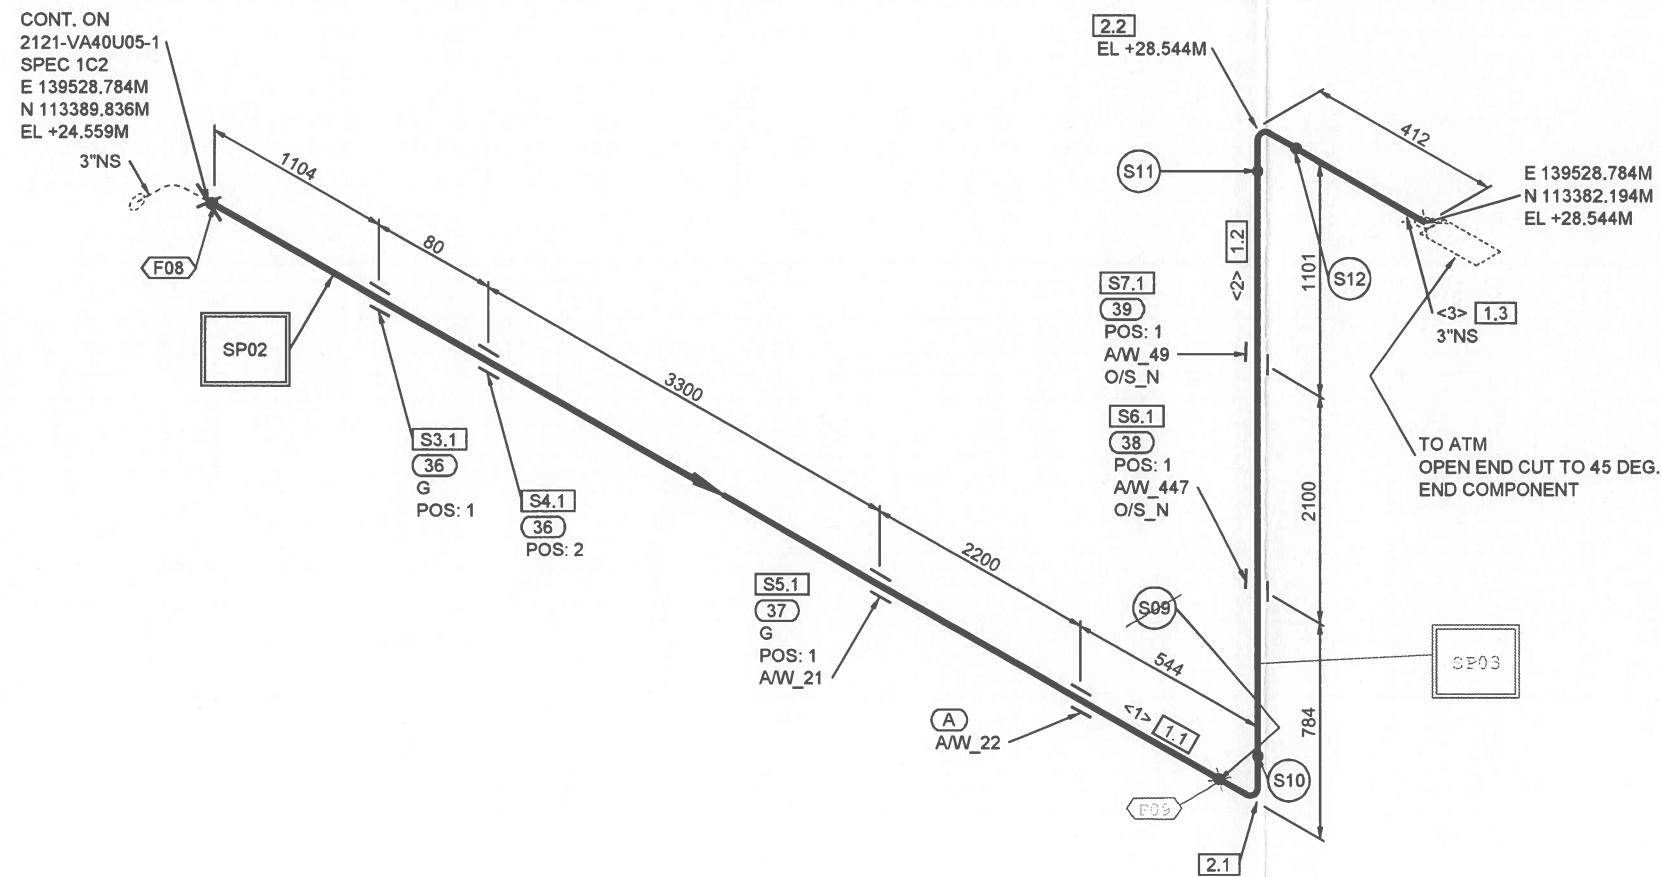 CONT. ON
2121-VA40U05-1
SPEC 1C2
E 139528.784M
N 113389.836M
EL +24.559M
3"NS
F08
SP02
1104
80
3300
2200
544
S3.1
36
G
POS: 1
S4.1
36
POS: 2
S5.1
37
G
POS: 1
A/W_21
A
A/W_22
<1> 1.1
F09
2.1
S10
S09
SP03
784
2100
1101
S6.1
38
POS: 1
A/W_447
O/S_N
S7.1
39
POS: 1
A/W_49
O/S_N
<2> 1.2
S11
2.2
EL +28.544M
412
S12
E 139528.784M
N 113382.194M
EL +28.544M
<3> 1.3
3"NS
TO ATM
OPEN END CUT TO 45 DEG.
END COMPONENT